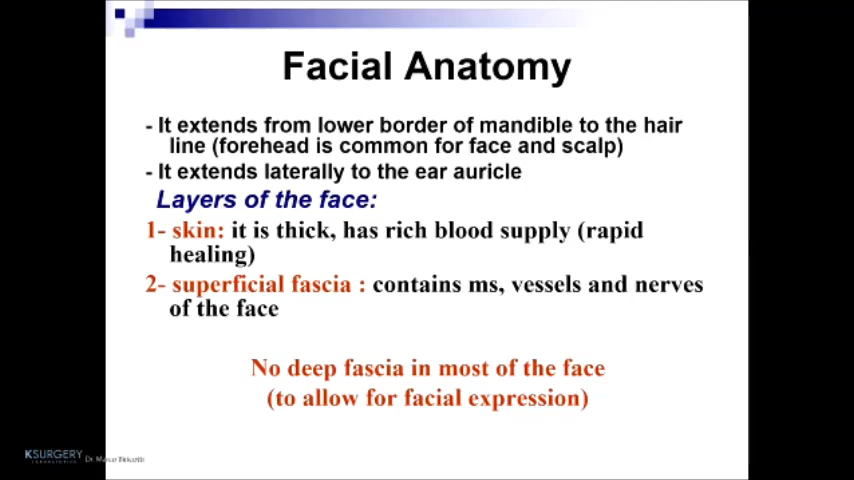 Facial Anatomy
- It extends from lower border of mandible to the hair
line (forehead is common for face and scalp)
- It extends laterally to the ear auricle
Layers of the face:
1- skin: it is thick, has rich blood supply (rapid
healing)
2- superficial fascia : contains ms, vessels and nerves
of the face
No deep fascia in most of the face
(to allow for facial expression)
KSURGERY
Dr. Marco